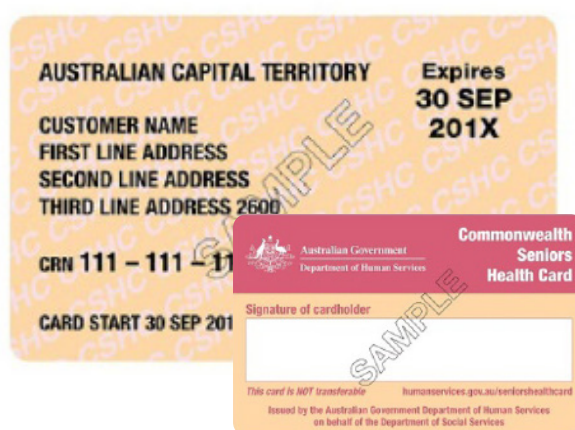 AUSTRALIAN CAPITAL TERRITORY
Expires
30 SEP
201X
CUSTOMER NAME
FIRST LINE ADDRESS
SECOND LINE ADDRESS
THIRD LINE ADDRESS 2600
CRN 111 – 111 – 11
CARD START 30 SEP 201
SAMPLE
Australian Government
Department of Human Services
Commonwealth
Seniors
Health Card
Signature of cardholder
SAMPLE
This card is NOT transferable
humanservices.gov.au/seniorshealthcard
Issued by the Australian Government Department of Human Services
on behalf of the Department of Social Services